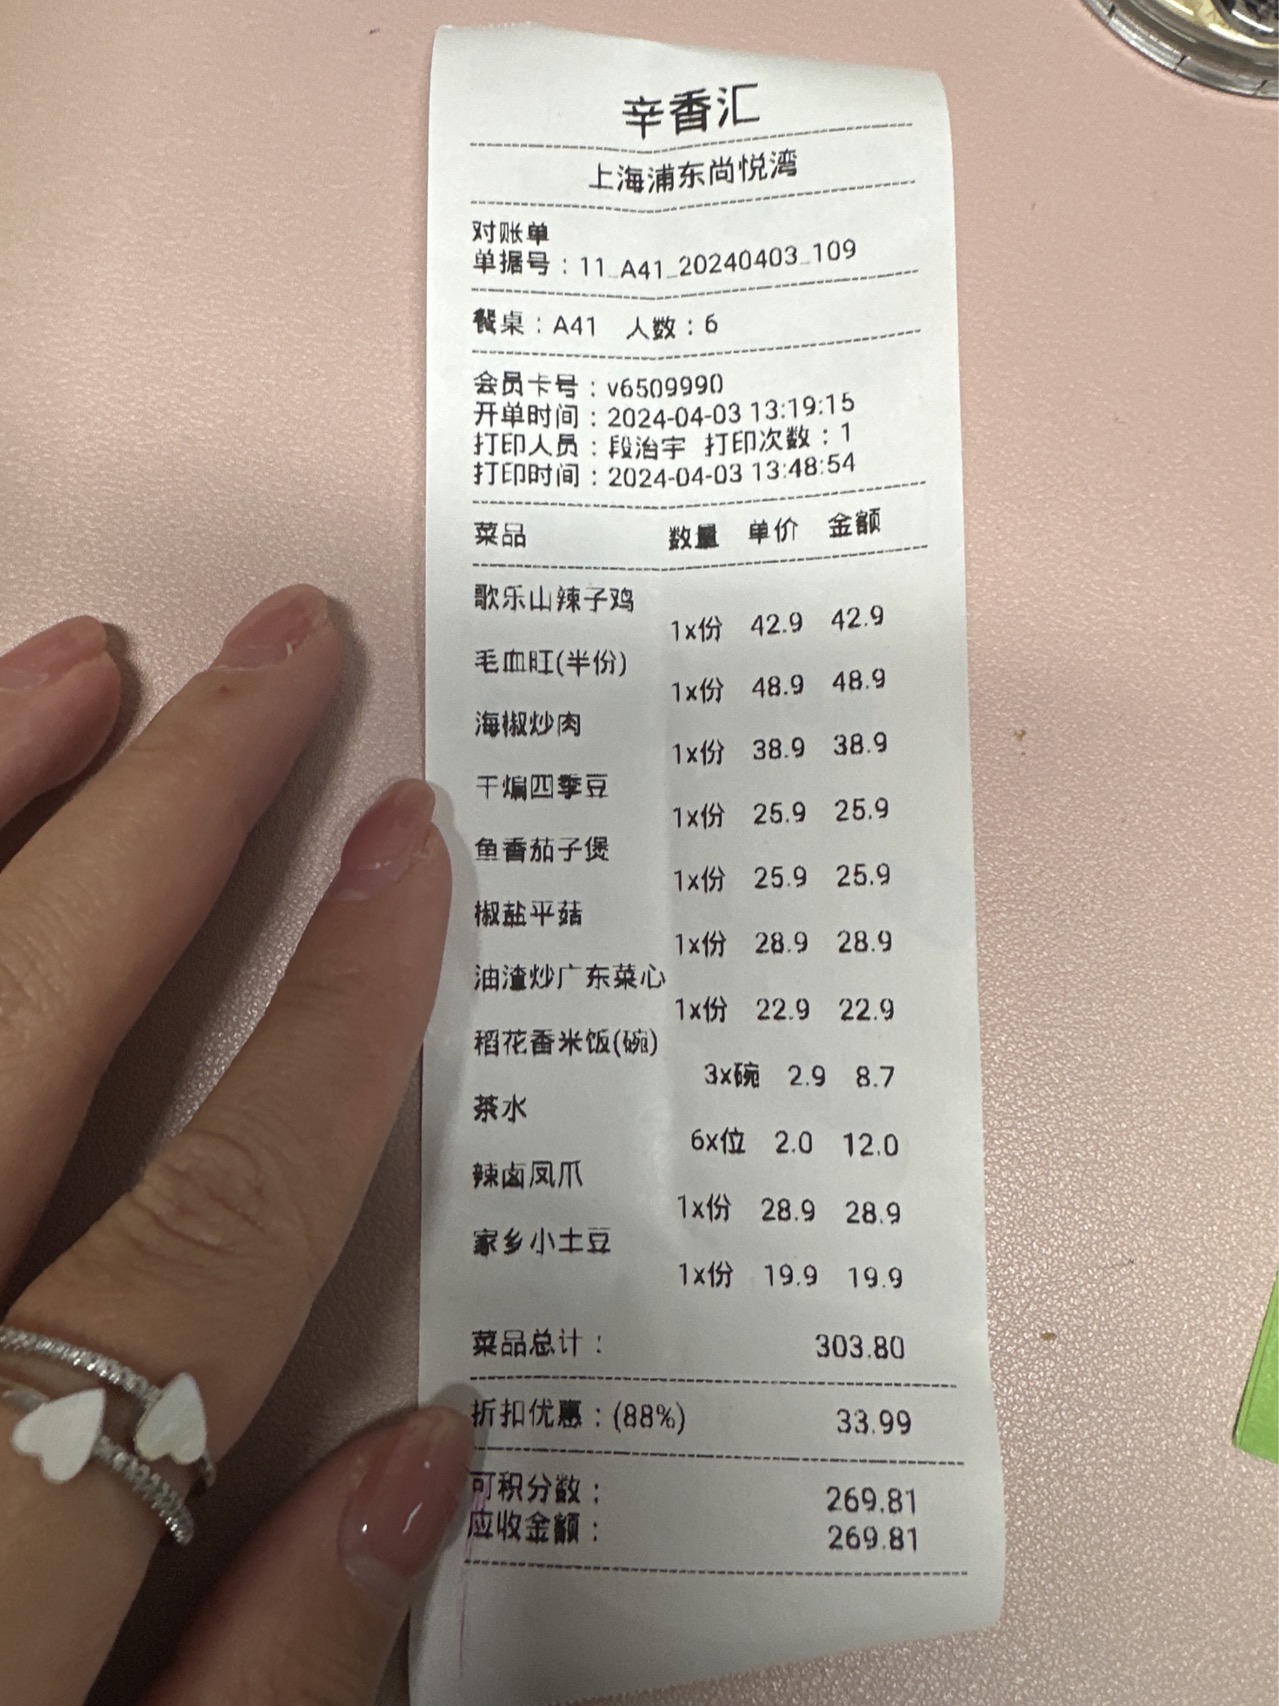 辛香汇
上海浦东尚悦湾
对账单
单据号：11_A41_20240403_109
餐桌：A41 人数：6
会员卡号：v6509990
开单时间：2024-04-03 13:19:15
打印人员：段治宇 打印次数：1
打印时间：2024-04-03 13:48:54
菜品 数量 单价 金额
歌乐山辣子鸡
1x份 42.9 42.9
毛血旺(半份)
1x份 48.9 48.9
海椒炒肉
1x份 38.9 38.9
干煸四季豆
1x份 25.9 25.9
鱼香茄子煲
1x份 25.9 25.9
椒盐平菇
1x份 28.9 28.9
油渣炒广东菜心
1x份 22.9 22.9
稻花香米饭(碗)
3x碗 2.9 8.7
茶水
6x位 2.0 12.0
辣卤凤爪
1x份 28.9 28.9
家乡小土豆
1x份 19.9 19.9
菜品总计： 303.80
折扣优惠：(88%) 33.99
可积分数： 269.81
应收金额： 269.81